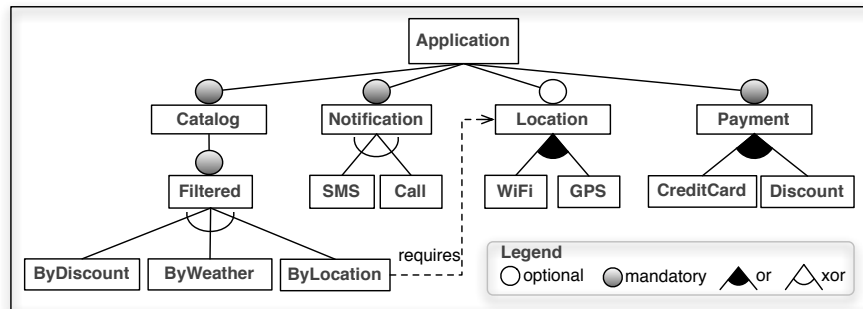 Application
Catalog Notification Location Payment
Filtered SMS Call WiFi GPS CreditCard Discount
requires
ByDiscount ByWeather ByLocation
Legend
optional mandatory or xor